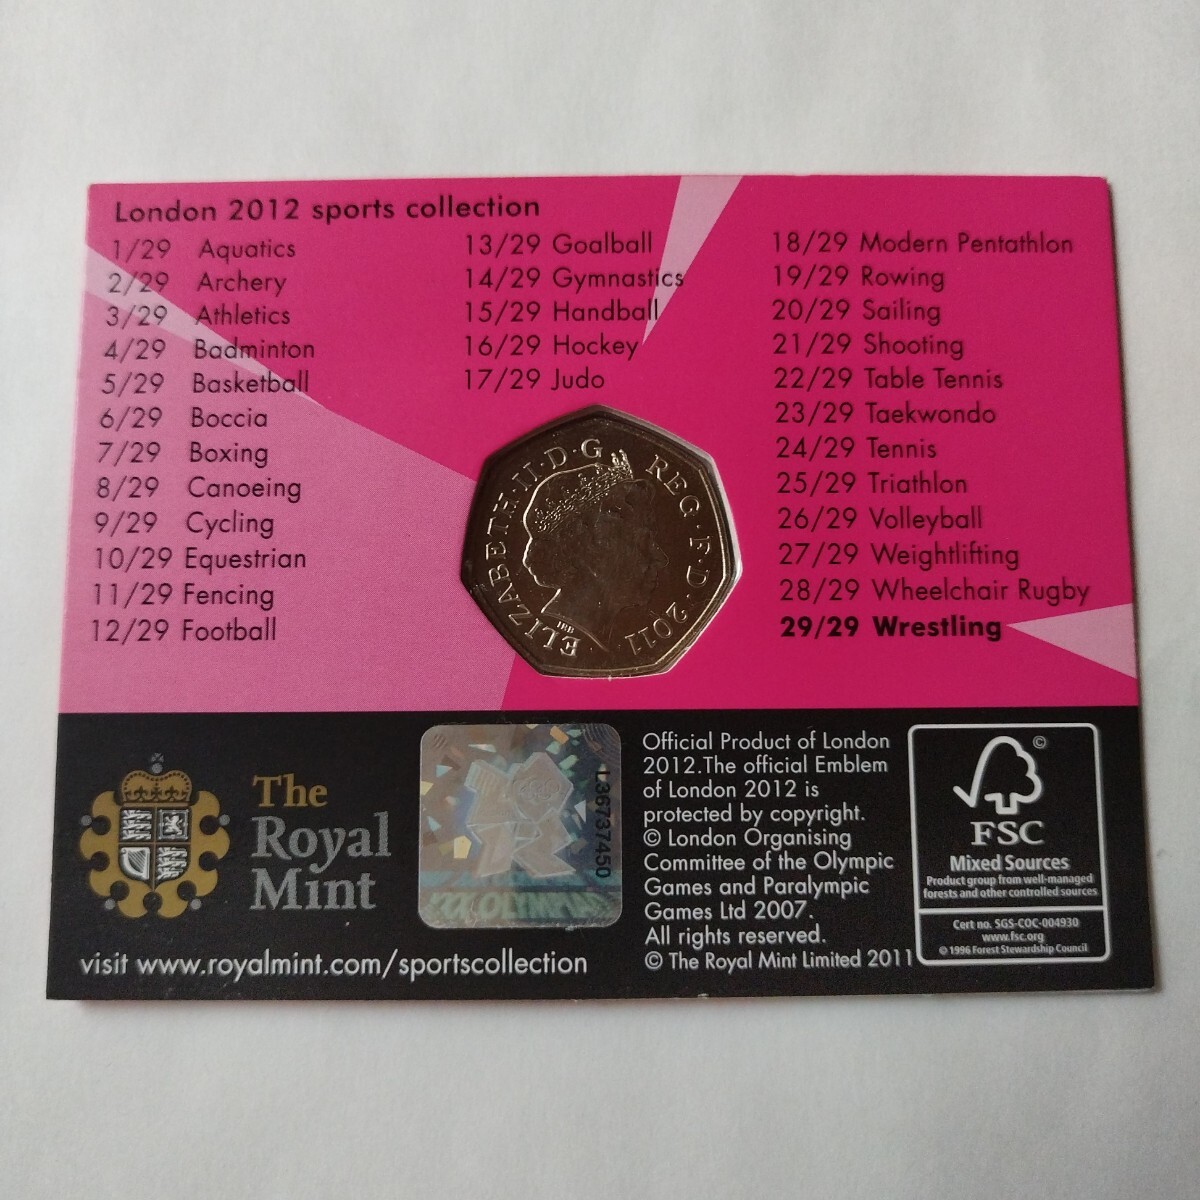 London 2012 sports collection
1/29 Aquatics
2/29 Archery
3/29 Athletics
4/29 Badminton
5/29 Basketball
6/29 Boccia
7/29 Boxing
8/29 Canoeing
9/29 Cycling
10/29 Equestrian
11/29 Fencing
12/29 Football
13/29 Goalball
14/29 Gymnastics
15/29 Handball
16/29 Hockey
17/29 Judo
18/29 Modern Pentathlon
19/29 Rowing
20/29 Sailing
21/29 Shooting
22/29 Table Tennis
23/29 Taekwondo
24/29 Tennis
25/29 Triathlon
26/29 Volleyball
27/29 Weightlifting
28/29 Wheelchair Rugby
29/29 Wrestling
ELIZABETH·II·D·G REG·F·D·2011
IRB
The
Royal
Mint
visit www.royalmint.com/sportscollection
L36737450
OLYMPIA
Official Product of London
2012.The official Emblem
of London 2012 is
protected by copyright.
© London Organising
Committee of the Olympic
Games and Paralympic
Games Ltd 2007.
All rights reserved.
© The Royal Mint Limited 2011
©
FSC
Mixed Sources
Product group from well-managed
forests and other controlled sources
Cert no. SGS-COC-004930
www.fsc.org
© 1996 Forest Stewardship Council